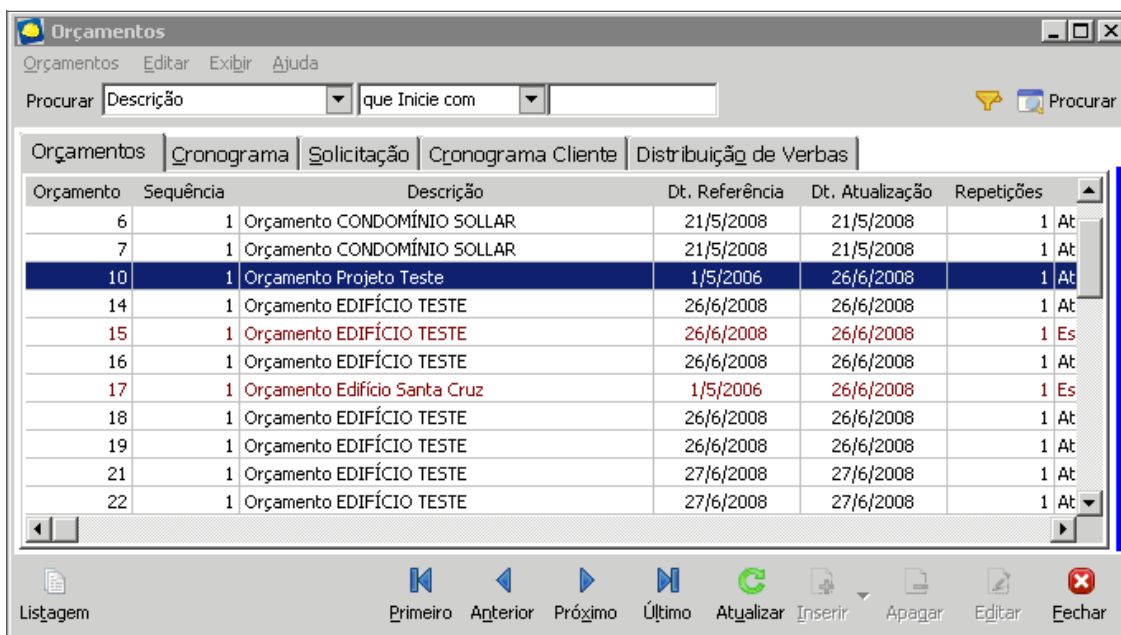 Orçamentos
Orçamentos Editar Exibir Ajuda
Procurar Descrição que Inicie com Procurar
Orçamentos Cronograma Solicitação Cronograma Cliente Distribuição de Verbas
Orçamento Sequência Descrição Dt. Referência Dt. Atualização Repetições
6 1 Orçamento CONDOMÍNIO SOLLAR 21/5/2008 21/5/2008 1 At
7 1 Orçamento CONDOMÍNIO SOLLAR 21/5/2008 21/5/2008 1 At
10 1 Orçamento Projeto Teste 1/5/2006 26/6/2008 1 At
14 1 Orçamento EDIFÍCIO TESTE 26/6/2008 26/6/2008 1 At
15 1 Orçamento EDIFÍCIO TESTE 26/6/2008 26/6/2008 1 Es
16 1 Orçamento EDIFÍCIO TESTE 26/6/2008 26/6/2008 1 At
17 1 Orçamento Edifício Santa Cruz 1/5/2006 26/6/2008 1 Es
18 1 Orçamento EDIFÍCIO TESTE 26/6/2008 26/6/2008 1 At
19 1 Orçamento EDIFÍCIO TESTE 26/6/2008 26/6/2008 1 At
21 1 Orçamento EDIFÍCIO TESTE 27/6/2008 27/6/2008 1 At
22 1 Orçamento EDIFÍCIO TESTE 27/6/2008 27/6/2008 1 At
Listagem Primeiro Anterior Próximo Último Atualizar Inserir Apagar Editar Fechar